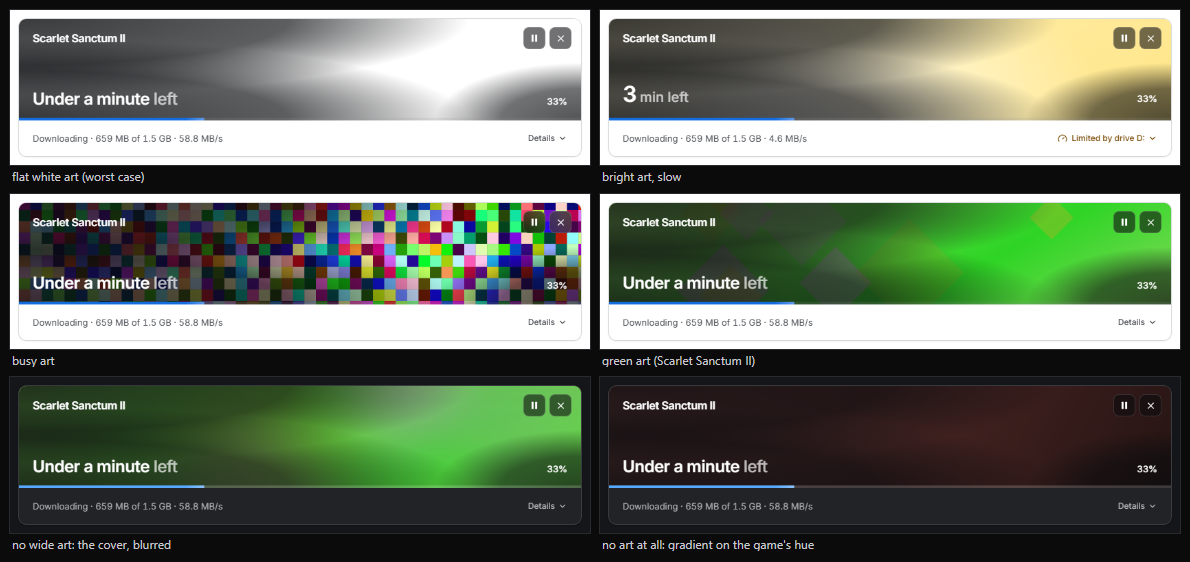 Scarlet Sanctum II
Under a minute left
33%
Downloading · 659 MB of 1.5 GB · 58.8 MB/s
Details
flat white art (worst case)
Scarlet Sanctum II
3 min left
33%
Downloading · 659 MB of 1.5 GB · 4.6 MB/s
Limited by drive D:
bright art, slow
Scarlet Sanctum II
Under a minute left
33%
Downloading · 659 MB of 1.5 GB · 58.8 MB/s
Details
busy art
Scarlet Sanctum II
Under a minute left
33%
Downloading · 659 MB of 1.5 GB · 58.8 MB/s
Details
green art (Scarlet Sanctum II)
Scarlet Sanctum II
Under a minute left
33%
Downloading · 659 MB of 1.5 GB · 58.8 MB/s
Details
no wide art: the cover, blurred
Scarlet Sanctum II
Under a minute left
33%
Downloading · 659 MB of 1.5 GB · 58.8 MB/s
Details
no art at all: gradient on the game's hue